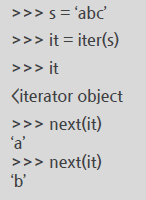 >>> s = ‘abc’
>>> it = iter(s)
>>> it
<iterator object
>>> next(it)
‘a’
>>> next(it)
‘b’